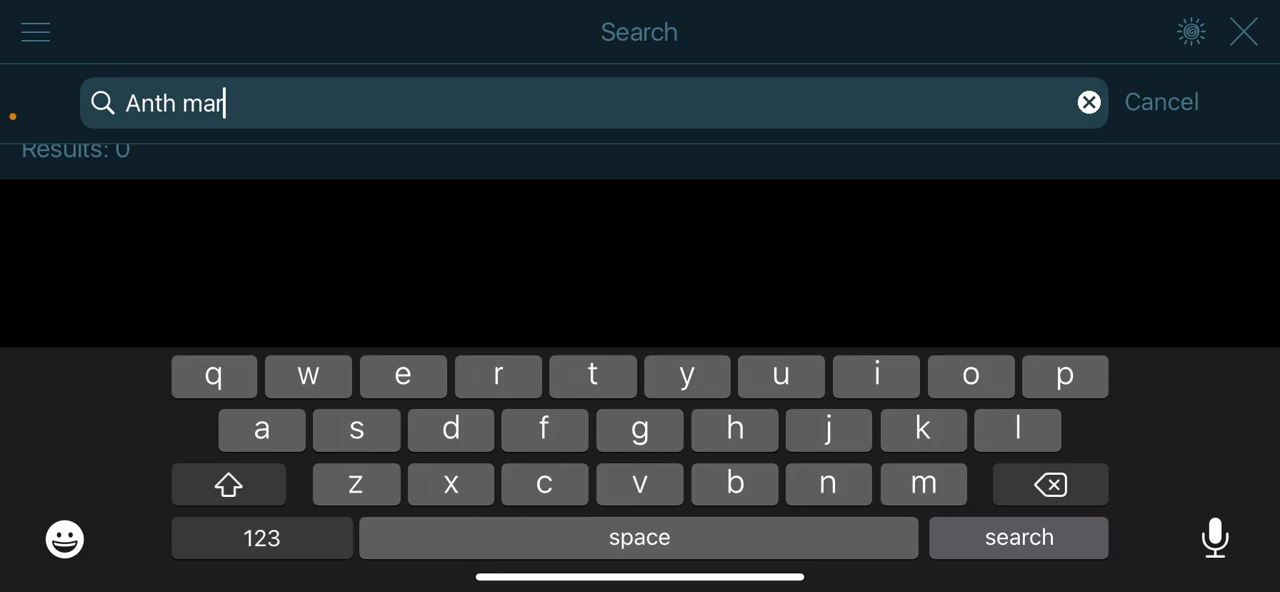 Search
Anth mar
Cancel
Results: 0
q w e r t y u i o p
a s d f g h j k l
z x c v b n m
123 space search